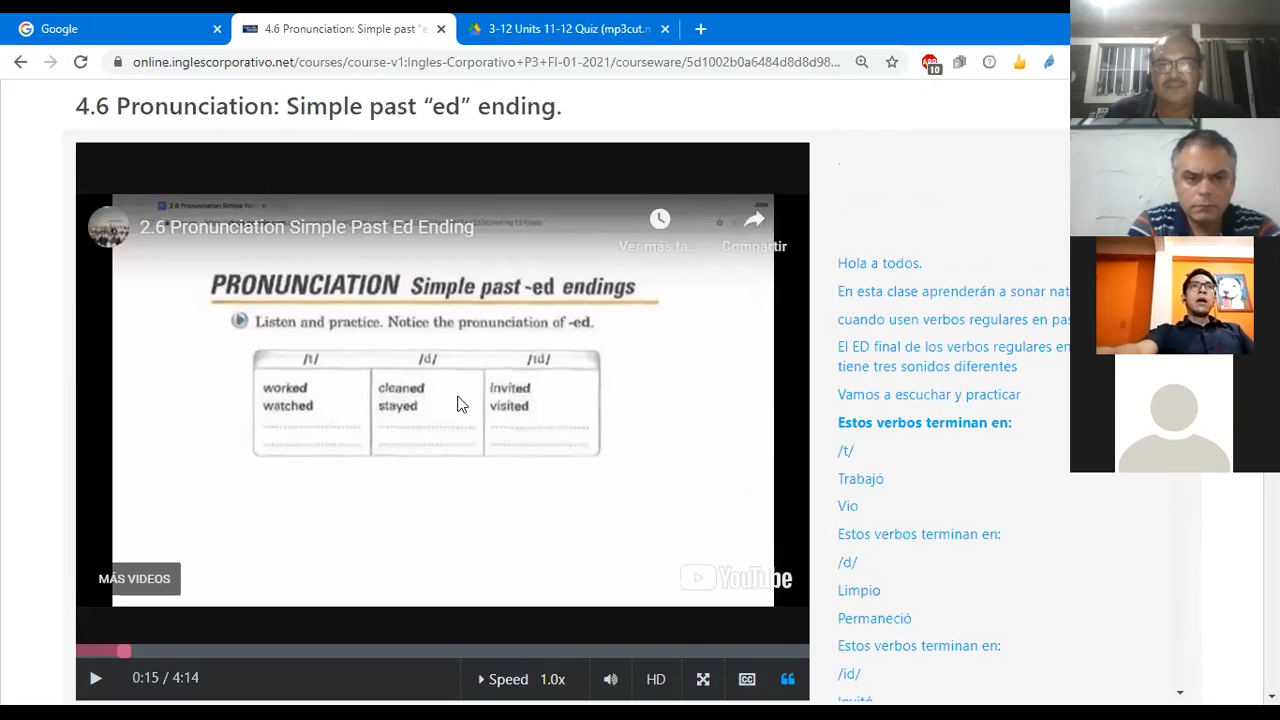 Google
4.6 Pronunciation: Simple past "e
3-12 Units 11-12 Quiz (mp3cut.n
online.inglescorporativo.net/courses/course-v1:Ingles-Corporativo+P3+FI-01-2021/courseware/5d1002b0a6484d8d8d98...
10
4.6 Pronunciation: Simple past “ed” ending.
2.6 Pronunciation Simple Past Ed Ending
Ver más ta...
Compartir
PRONUNCIATION Simple past -ed endings
Listen and practice. Notice the pronunciation of -ed.
/t/ /d/ /ɪd/
worked cleaned invited
watched stayed visited
MÁS VIDEOS
YouTube
0:15 / 4:14
Speed 1.0x
HD
CC
Hola a todos.
En esta clase aprenderán a sonar nat
cuando usen verbos regulares en pas
El ED final de los verbos regulares en
tiene tres sonidos diferentes
Vamos a escuchar y practicar
Estos verbos terminan en:
/t/
Trabajó
Vio
Estos verbos terminan en:
/d/
Limpio
Permaneció
Estos verbos terminan en:
/id/
Invitó